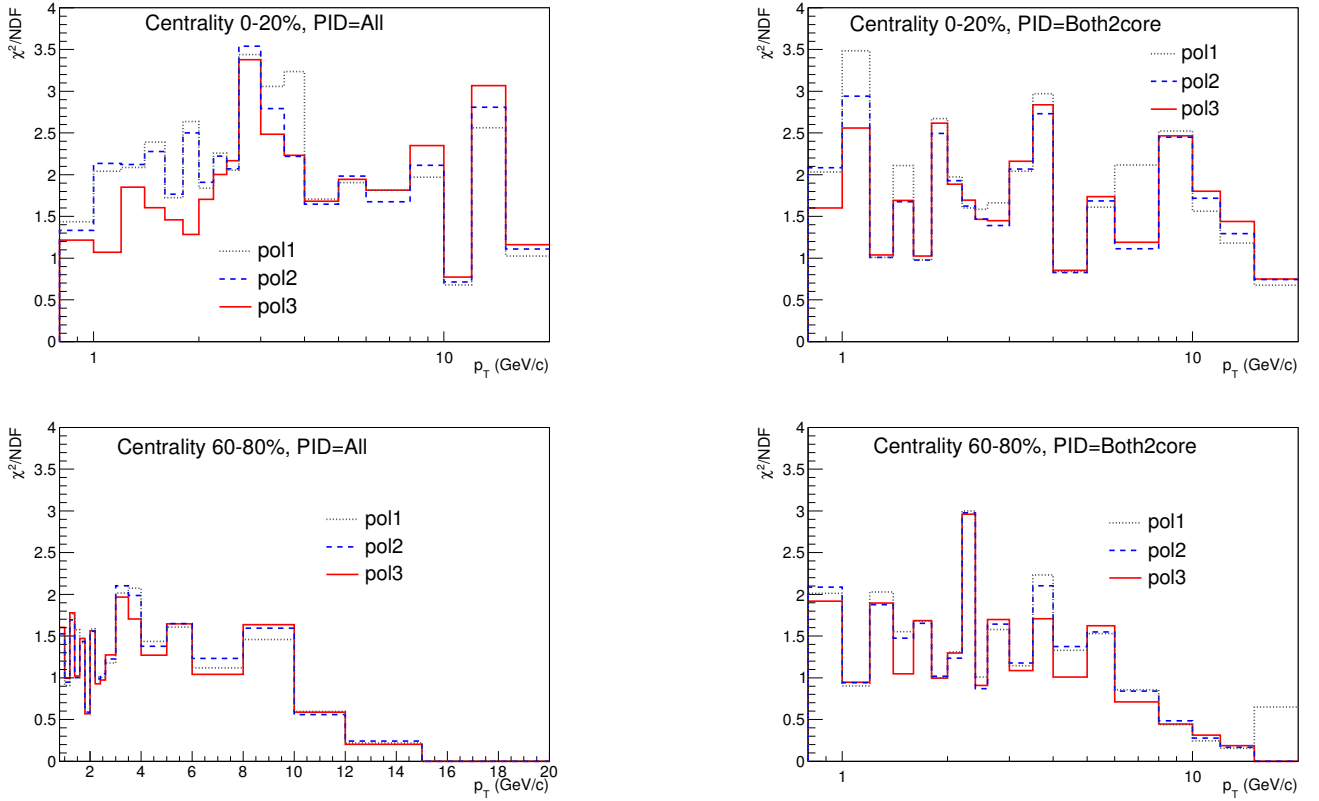 Centrality 0-20%, PID=All
χ²/NDF
4
3.5
3
2.5
2
1.5
1
0.5
0
pol1
pol2
pol3
1
10
p_T (GeV/c)
Centrality 0-20%, PID=Both2core
χ²/NDF
4
3.5
3
2.5
2
1.5
1
0.5
0
pol1
pol2
pol3
1
10
p_T (GeV/c)
Centrality 60-80%, PID=All
χ²/NDF
4
3.5
3
2.5
2
1.5
1
0.5
0
pol1
pol2
pol3
2 4 6 8 10 12 14 16 18 20
p_T (GeV/c)
Centrality 60-80%, PID=Both2core
χ²/NDF
4
3.5
3
2.5
2
1.5
1
0.5
0
pol1
pol2
pol3
1
10
p_T (GeV/c)